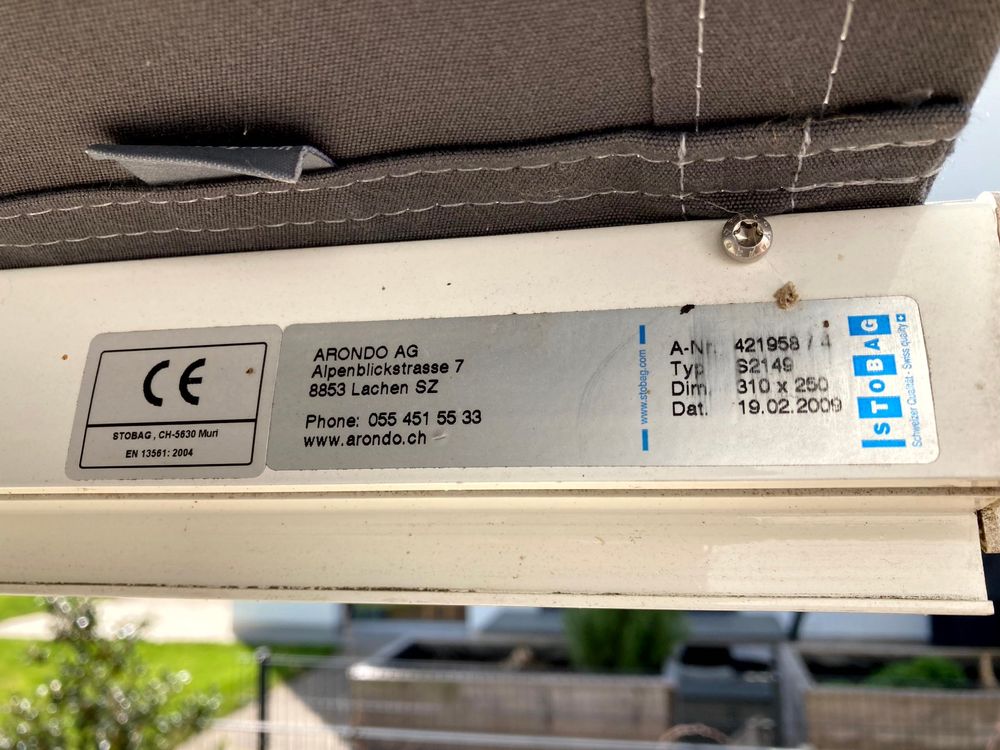 CE
STOBAG , CH-5630 Muri
EN 13561: 2004
ARONDO AG
Alpenblickstrasse 7
8853 Lachen SZ
Phone: 055 451 55 33
www.arondo.ch
www.stobag.com
A-Nr. 421958 / 4
Typ S2149
Dim. 310 x 250
Dat. 19.02.2009
STOBAG
Schweizer Qualität - Swiss quality